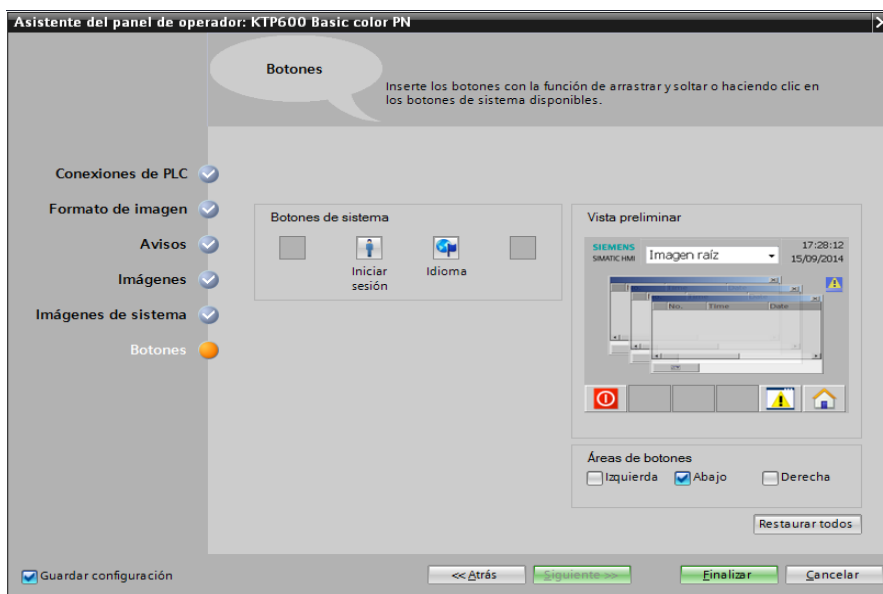 Asistente del panel de operador: KTP600 Basic color PN
Botones
Inserte los botones con la función de arrastrar y soltar o haciendo clic en
los botones de sistema disponibles.
Conexiones de PLC
Formato de imagen
Avisos
Imágenes
Imágenes de sistema
Botones
Botones de sistema
Iniciar
sesión
Idioma
Vista preliminar
SIEMENS
SIMATIC HMI
Imagen raíz
17:28:12
15/09/2014
No. Time Date
Áreas de botones
Izquierda Abajo Derecha
Restaurar todos
Guardar configuración
<< Atrás
Siguiente >>
Finalizar
Cancelar